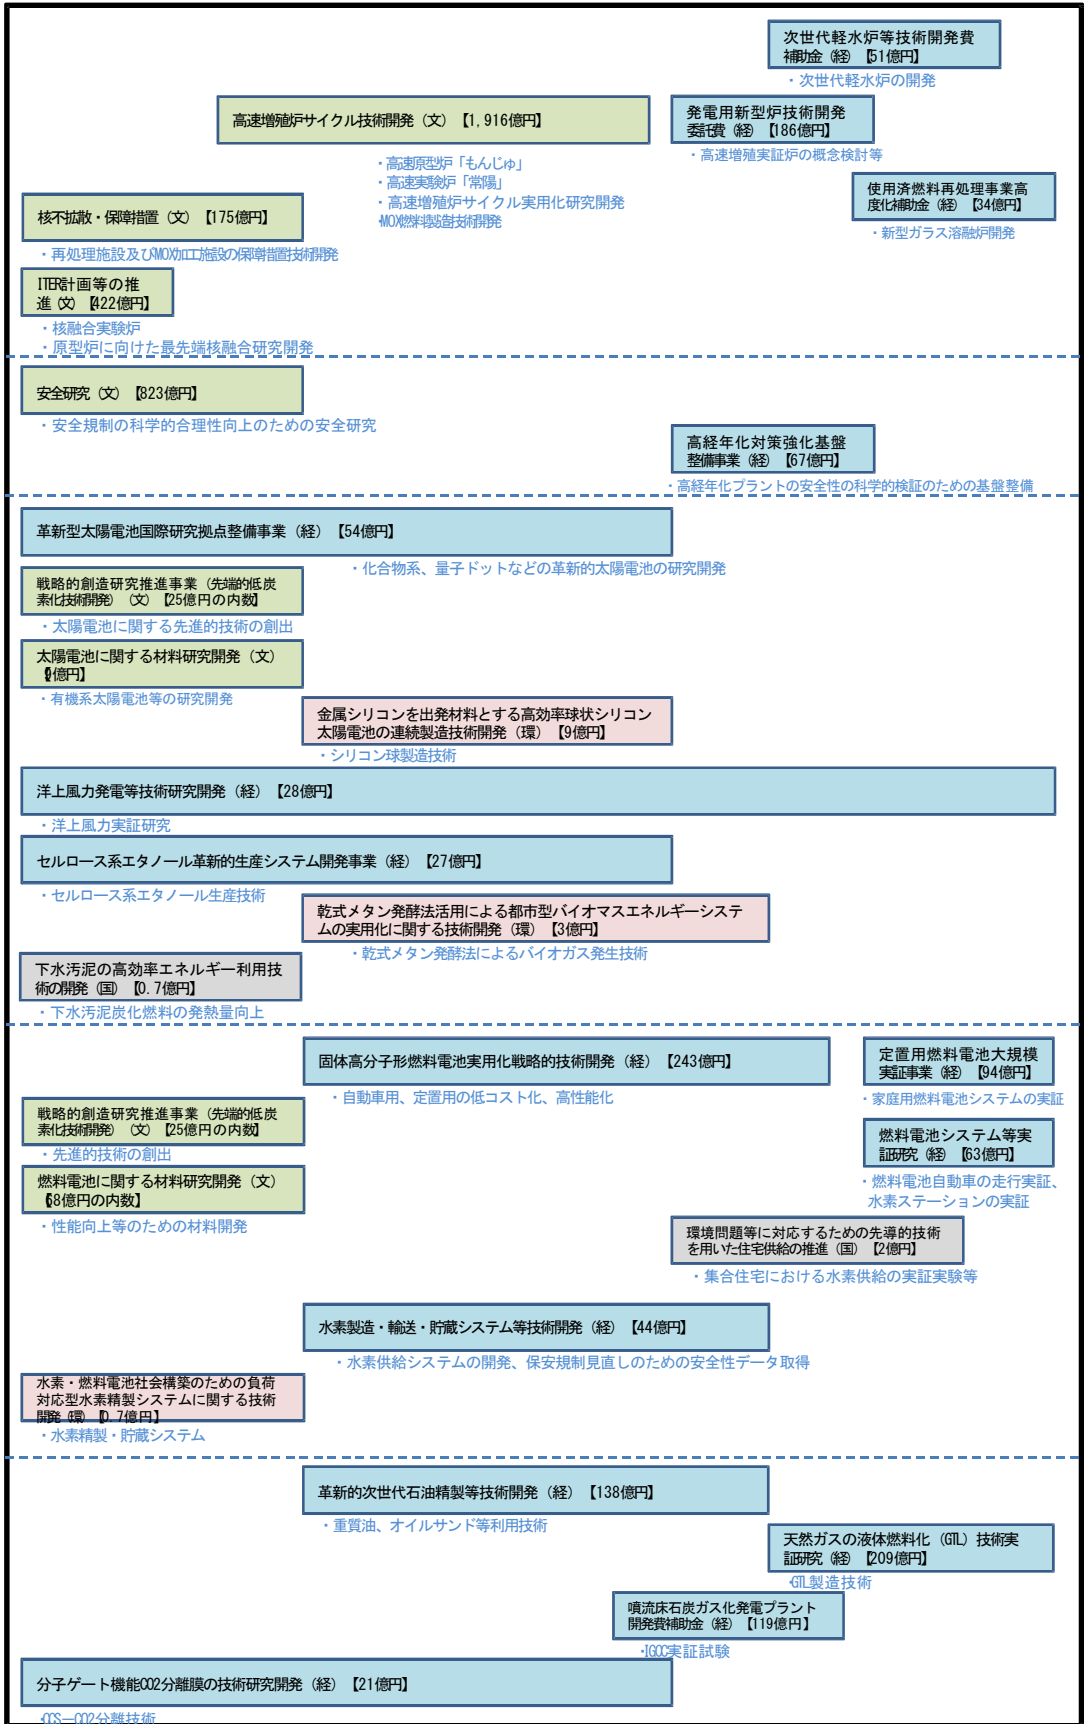 次世代軽水炉等技術開発費
補助金（経）【51億円】
・次世代軽水炉の開発
高速増殖炉サイクル技術開発（文）【1,916億円】
発電用新型炉技術開発
委託費（経）【186億円】
・高速増殖実証炉の概念検討等
・高速原型炉「もんじゅ」
・高速実験炉「常陽」
・高速増殖炉サイクル実用化研究開発
・MOX燃料製造技術開発
使用済燃料再処理事業高
度化補助金（経）【34億円】
・新型ガラス溶融炉開発
核不拡散・保障措置（文）【175億円】
・再処理施設及びMOX加工施設の保障措置技術開発
ITER計画等の推
進（文）【422億円】
・核融合実験炉
・原型炉に向けた最先端核融合研究開発
安全研究（文）【823億円】
・安全規制の科学的合理性向上のための安全研究
高経年化対策強化基盤
整備事業（経）【67億円】
・高経年化プラントの安全性の科学的検証のための基盤整備
革新型太陽電池国際研究拠点整備事業（経）【54億円】
・化合物系、量子ドットなどの革新的太陽電池の研究開発
戦略的創造研究推進事業（先端的低炭
素化技術開発）（文）【25億円の内数】
・太陽電池に関する先進的技術の創出
太陽電池に関する材料研究開発（文）
億円】
・有機系太陽電池等の研究開発
金属シリコンを出発材料とする高効率球状シリコン
太陽電池の連続製造技術開発（環）【9億円】
・シリコン球製造技術
洋上風力発電等技術研究開発（経）【28億円】
・洋上風力実証研究
セルロース系エタノール革新的生産システム開発事業（経）【27億円】
・セルロース系エタノール生産技術
乾式メタン発酵法活用による都市型バイオマスエネルギーシステ
ムの実用化に関する技術開発（環）【3億円】
・乾式メタン発酵法によるバイオガス発生技術
下水汚泥の高効率エネルギー利用技
術の開発（国）【0.7億円】
・下水汚泥炭化燃料の発熱量向上
固体高分子形燃料電池実用化戦略的技術開発（経）【243億円】
・自動車用、定置用の低コスト化、高性能化
定置用燃料電池大規模
実証事業（経）【94億円】
・家庭用燃料電池システムの実証
戦略的創造研究推進事業（先端的低炭
素化技術開発）（文）【25億円の内数】
・先進的技術の創出
燃料電池システム等実
証研究（経）【63億円】
・燃料電池自動車の走行実証、
水素ステーションの実証
燃料電池に関する材料研究開発（文）
【68億円の内数】
・性能向上等のための材料開発
環境問題等に対応するための先導的技術
を用いた住宅供給の推進（国）【2億円】
・集合住宅における水素供給の実証実験等
水素製造・輸送・貯蔵システム等技術開発（経）【44億円】
・水素供給システムの開発、保安規制見直しのための安全性データ取得
水素・燃料電池社会構築のための負荷
対応型水素精製システムに関する技術
開発（環）【0.7億円】
・水素精製・貯蔵システム
革新的次世代石油精製等技術開発（経）【138億円】
・重質油、オイルサンド等利用技術
天然ガスの液体燃料化（GTL）技術実
証研究（経）【209億円】
・GTL製造技術
噴流床石炭ガス化発電プラント
開発費補助金（経）【119億円】
・IGCC実証試験
分子ゲート機能CO2分離膜の技術研究開発（経）【21億円】
・CCS－CO2分離技術